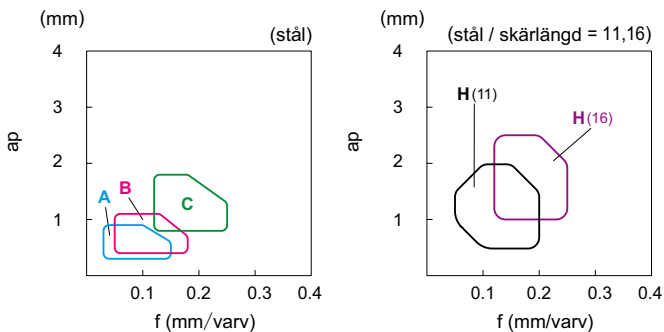 (mm)
(stål)
4
3
2
1
ap
A
B
C
0.1
0.2
0.3
0.4
f (mm/varv)
(mm)
(stål / skärlängd = 11,16)
4
3
2
1
ap
H (11)
H (16)
0.1
0.2
0.3
0.4
f (mm/varv)